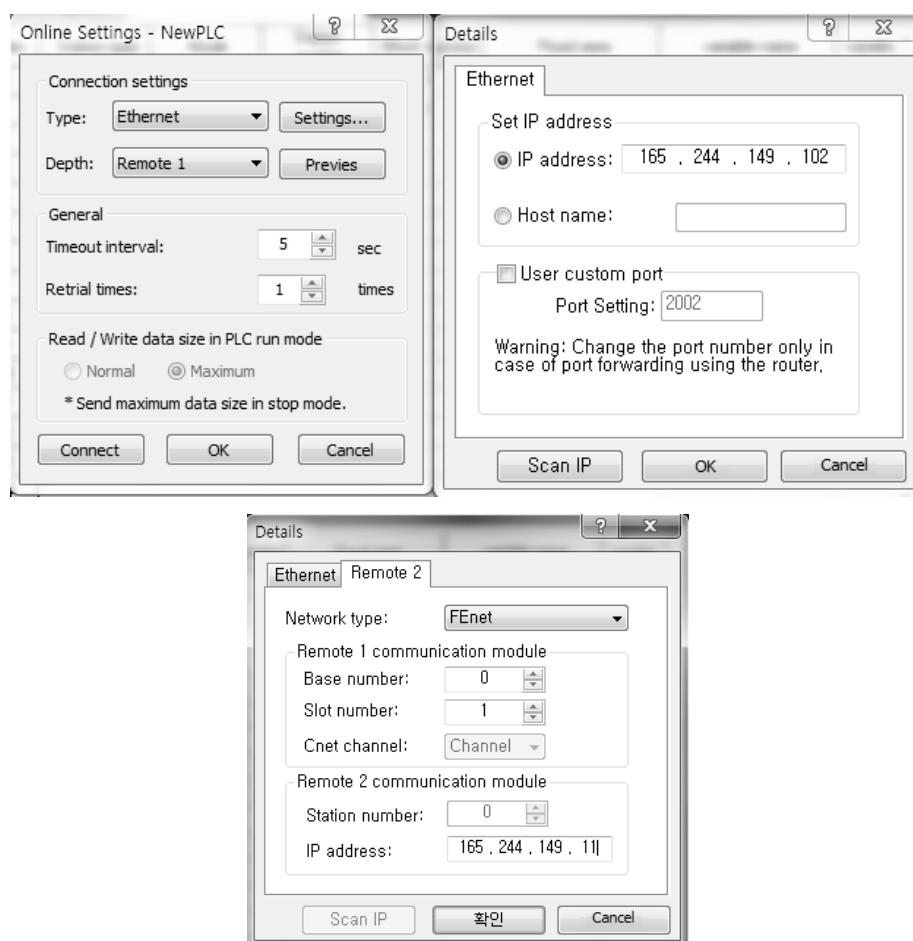 Online Settings - NewPLC
Connection settings
Type: Ethernet Settings...
Depth: Remote 1 Previes
General
Timeout interval: 5 sec
Retrial times: 1 times
Read / Write data size in PLC run mode
Normal Maximum
* Send maximum data size in stop mode.
Connect OK Cancel
Details
Ethernet
Set IP address
IP address: 165 . 244 . 149 . 102
Host name:
User custom port
Port Setting: 2002
Warning: Change the port number only in
case of port forwarding using the router,
Scan IP OK Cancel
Details
Ethernet Remote 2
Network type: FEnet
Remote 1 communication module
Base number: 0
Slot number: 1
Cnet channel: Channel
Remote 2 communication module
Station number: 0
IP address: 165 . 244 . 149 . 11
Scan IP 확인 Cancel